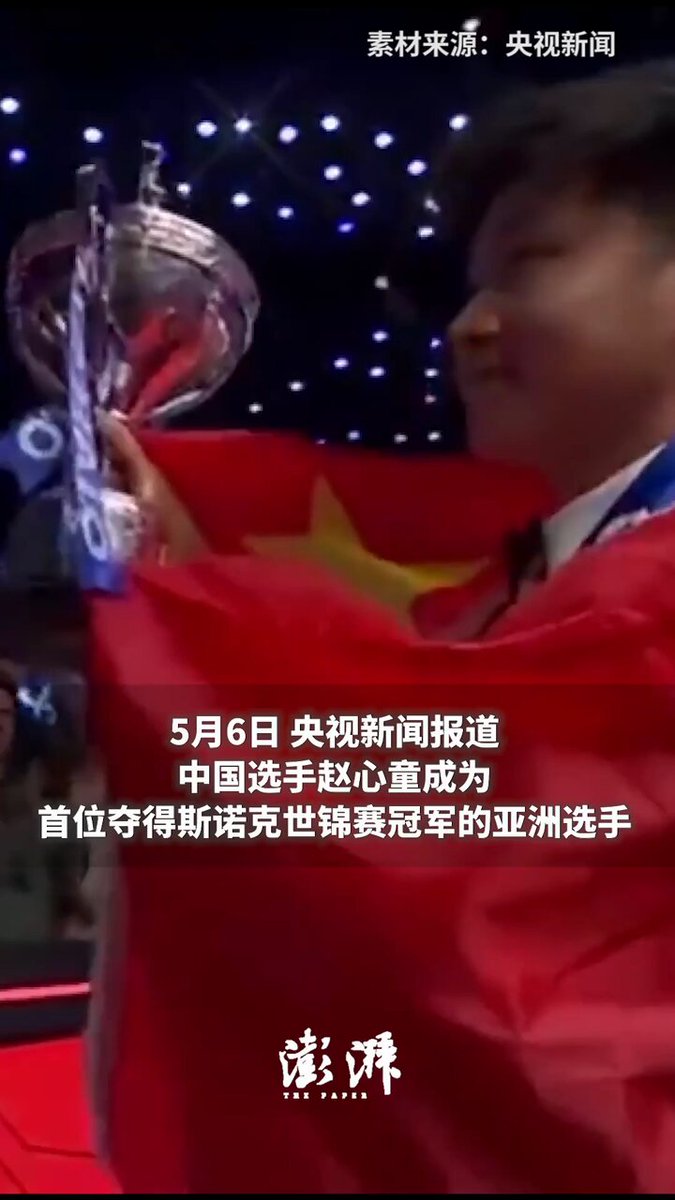 素材来源：央视新闻
5月6日 央视新闻报道
中国选手赵心童成为
首位夺得斯诺克世锦赛冠军的亚洲选手
澎湃
THE PAPER